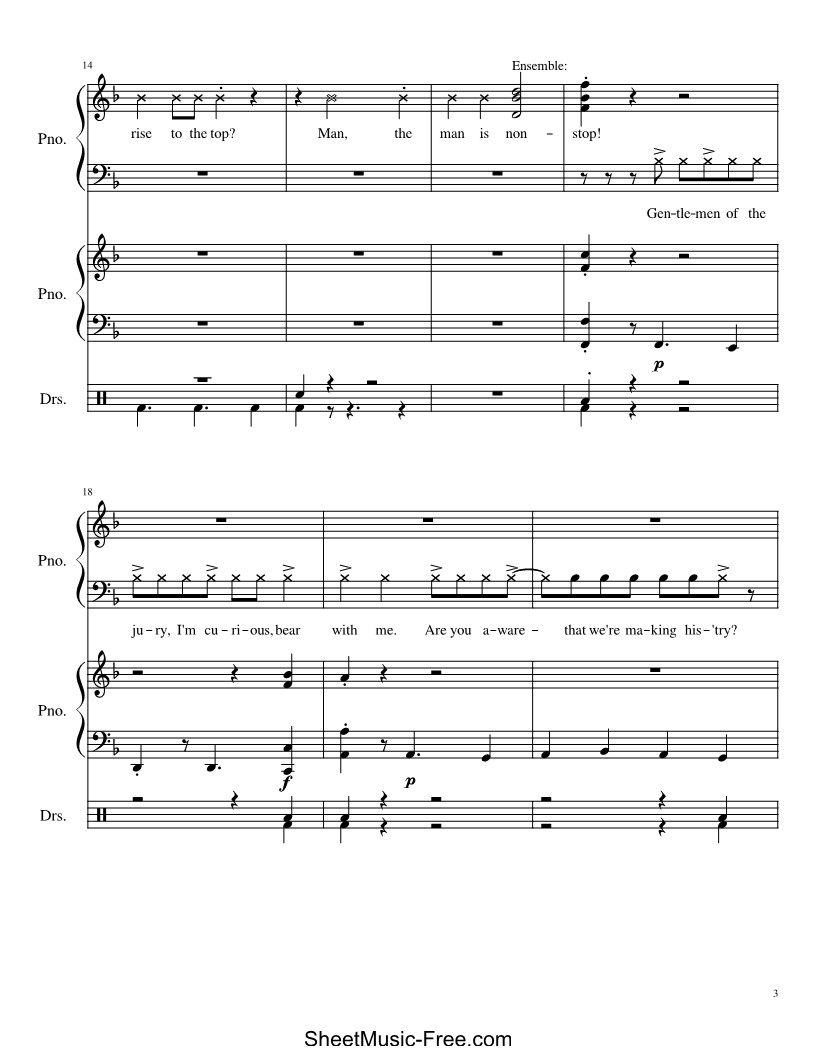 14
Ensemble:
Pno.
rise to the top? Man, the man is non – stop!
Gen–tle–men of the
Pno.
p
Drs.
18
Pno.
ju–ry, I'm cu–ri–ous, bear with me. Are you a–ware – that we're ma–king his–'try?
Pno.
f p
Drs.
3
SheetMusic-Free.com